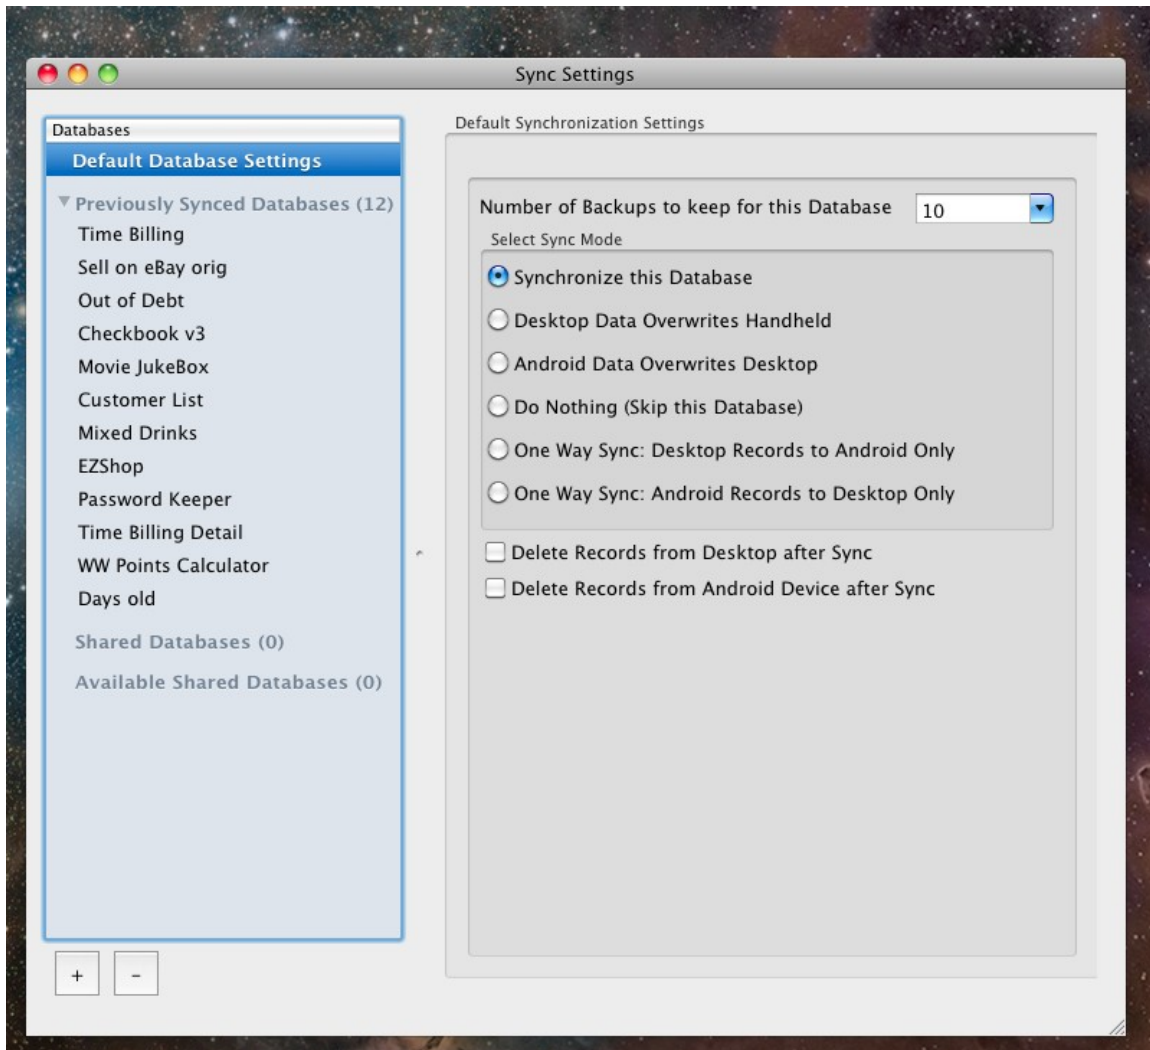 Sync Settings
Databases
Default Database Settings
Previously Synced Databases (12)
Time Billing
Sell on eBay orig
Out of Debt
Checkbook v3
Movie JukeBox
Customer List
Mixed Drinks
EZShop
Password Keeper
Time Billing Detail
WW Points Calculator
Days old
Shared Databases (0)
Available Shared Databases (0)
+ -
Default Synchronization Settings
Number of Backups to keep for this Database 10
Select Sync Mode
Synchronize this Database
Desktop Data Overwrites Handheld
Android Data Overwrites Desktop
Do Nothing (Skip this Database)
One Way Sync: Desktop Records to Android Only
One Way Sync: Android Records to Desktop Only
Delete Records from Desktop after Sync
Delete Records from Android Device after Sync